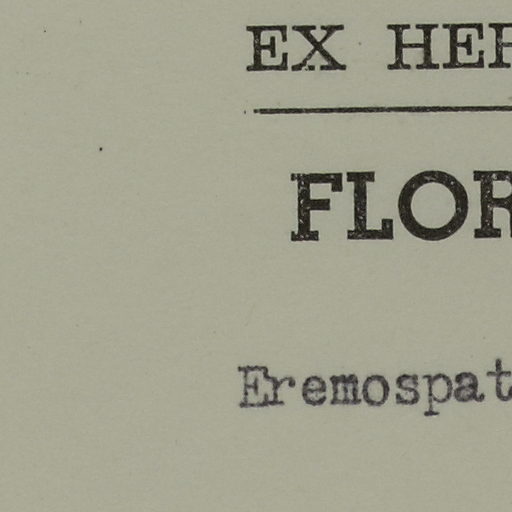 EX HER
FLOR
Eremospat